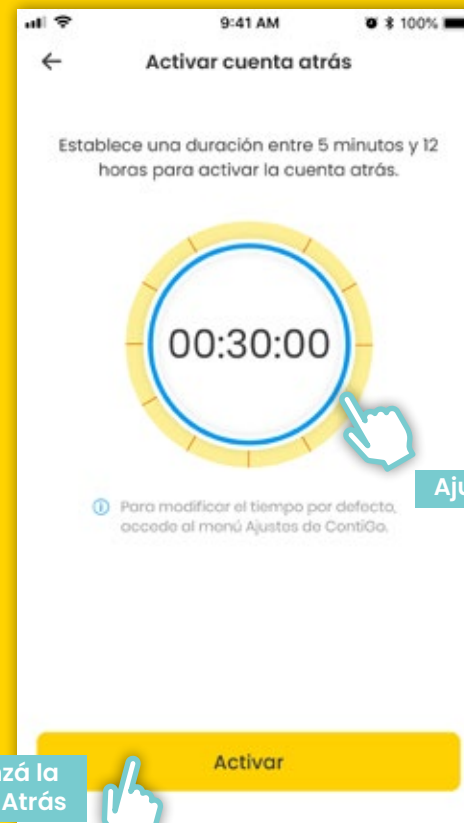 9:41 AM
100%
Activar cuenta atrás
Establece una duración entre 5 minutos y 12
horas para activar la cuenta atrás.
00:30:00
Aju
Para modificar el tiempo por defecto,
accede al menú Ajustes de ContiGo.
Activar
zá la
Atrás